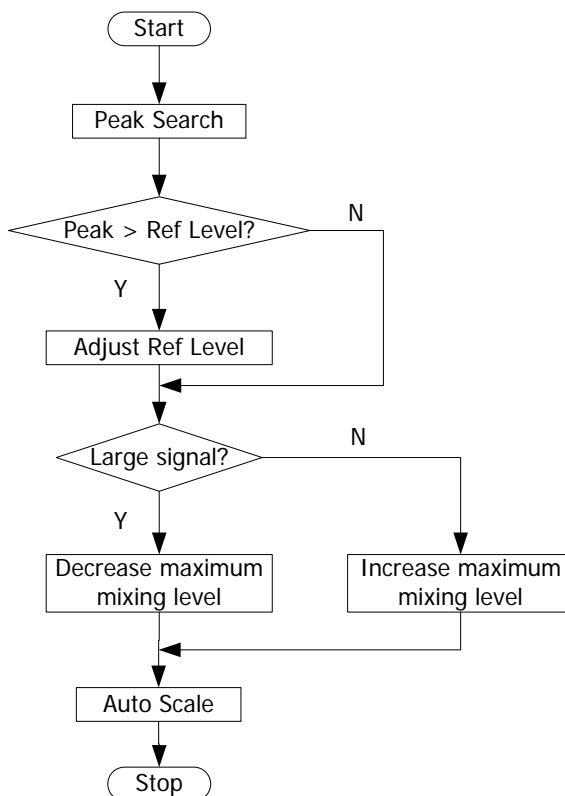 Start
Peak Search
Peak > Ref Level?
N
Y
Adjust Ref Level
Large signal?
N
Y
Decrease maximum
mixing level
Increase maximum
mixing level
Auto Scale
Stop